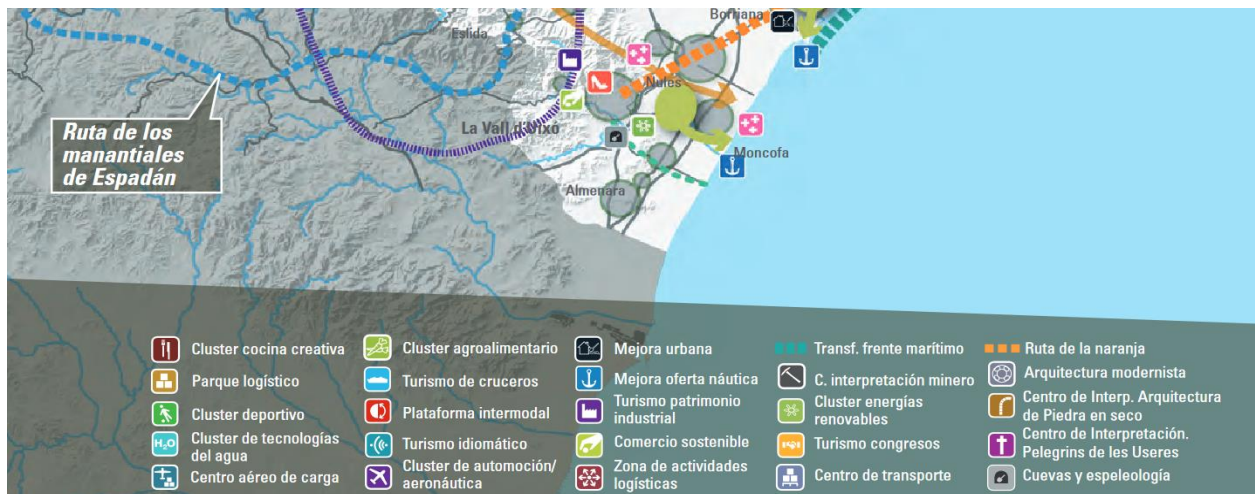 Borriana
Eslida
Nules
La Vall d'Uixó
Ruta de los
manantiales
de Espadán
Moncofa
Almenara
Cluster cocina creativa
Parque logístico
Cluster deportivo
H₂O
Cluster de tecnologías
del agua
Centro aéreo de carga
Cluster agroalimentario
Turismo de cruceros
Plataforma intermodal
Turismo idiomático
Cluster de automoción/
aeronáutica
Mejora urbana
Mejora oferta náutica
Turismo patrimonio
industrial
Comercio sostenible
Zona de actividades
logísticas
Transf. frente marítimo
C. interpretación minero
Cluster energías
renovables
Turismo congresos
Centro de transporte
Ruta de la naranja
Arquitectura modernista
Centro de Interp. Arquitectura
de Piedra en seco
Centro de Interpretación.
Pelegrins de les Useres
Cuevas y espeleología